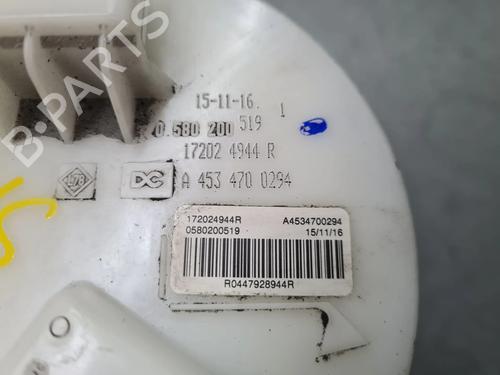 B-PARTS
15-11-16. 1
0.580 200 519
17202 4944 R
178 DC A 453 470 0294
172024944R A4534700294
0580200519 15/11/16
R0447928944R